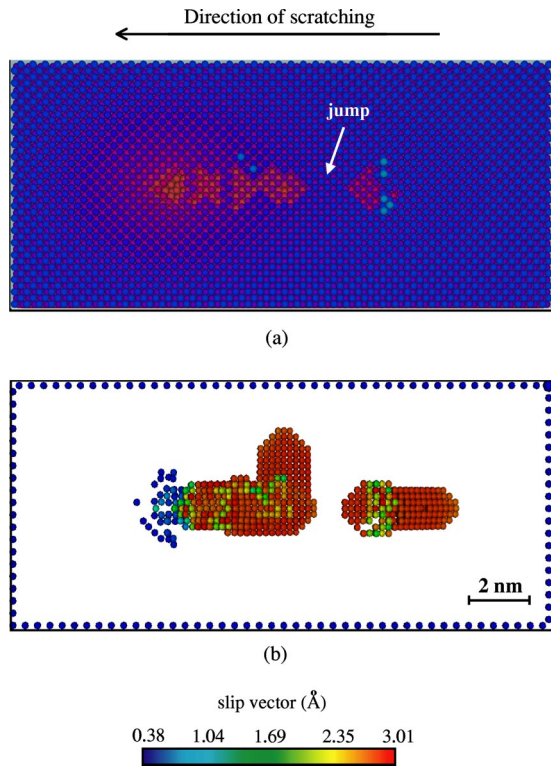 Direction of scratching
jump
(a)
2 nm
(b)
slip vector (Å)
0.38 1.04 1.69 2.35 3.01